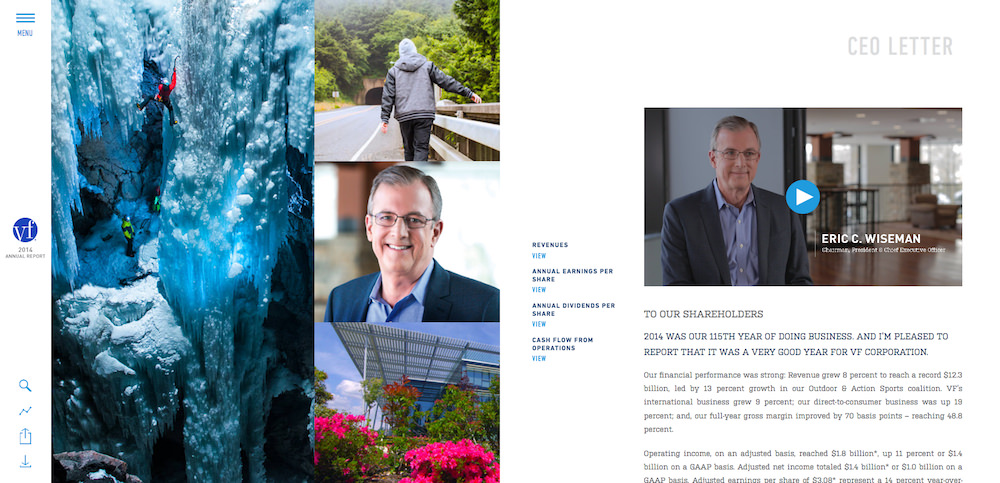 MENU
vf
2014
ANNUAL REPORT
REVENUES
VIEW
ANNUAL EARNINGS PER
SHARE
VIEW
ANNUAL DIVIDENDS PER
SHARE
VIEW
CASH FLOW FROM
OPERATIONS
VIEW
CEO LETTER
ERIC C. WISEMAN
Chairman, President & Chief Executive Officer
TO OUR SHAREHOLDERS
2014 WAS OUR 115TH YEAR OF DOING BUSINESS. AND I'M PLEASED TO
REPORT THAT IT WAS A VERY GOOD YEAR FOR VF CORPORATION.
Our financial performance was strong: Revenue grew 8 percent to reach a record $12.3
billion, led by 13 percent growth in our Outdoor & Action Sports coalition. VF's
international business grew 9 percent; our direct-to-consumer business was up 19
percent; and, our full-year gross margin improved by 70 basis points – reaching 48.8
percent.
Operating income, on an adjusted basis, reached $1.8 billion*, up 11 percent or $1.4
billion on a GAAP basis. Adjusted net income totaled $1.4 billion* or $1.0 billion on a
GAAP basis. Adjusted earnings per share of $3.08* represent a 14 percent year-over-